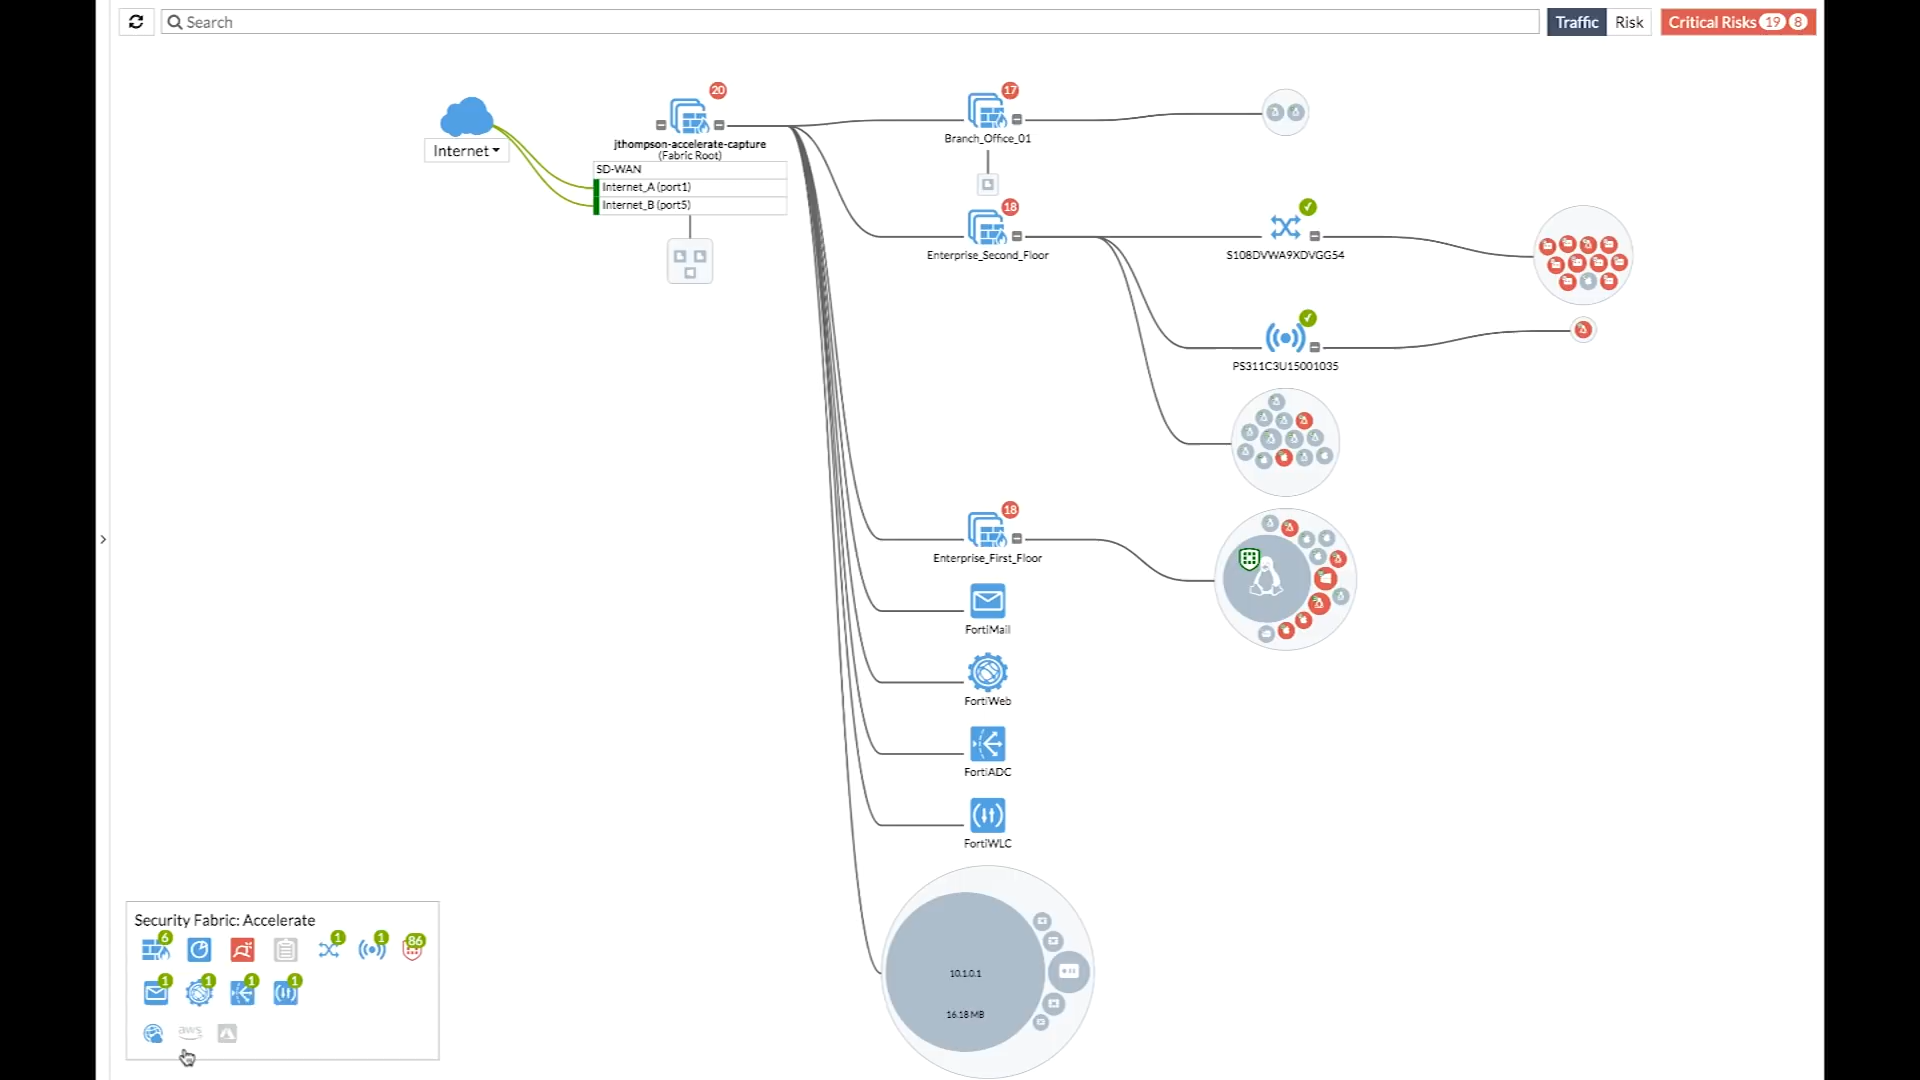 Search
Traffic
Risk
Critical Risks 19 8
20
17
Internet
jthompson-accelerate-capture
(Fabric Root)
Branch_Office_01
SD-WAN
Internet_A (port1)
Internet_B (port5)
18
Enterprise_Second_Floor
S108DVWA9XDVGG54
PS311C3U15001035
18
Enterprise_First_Floor
FortiMail
FortiWeb
FortiADC
FortiWLC
10.1.0.1
16.18 MB
Security Fabric: Accelerate
6
1
1
86
1
1
1
1
aws